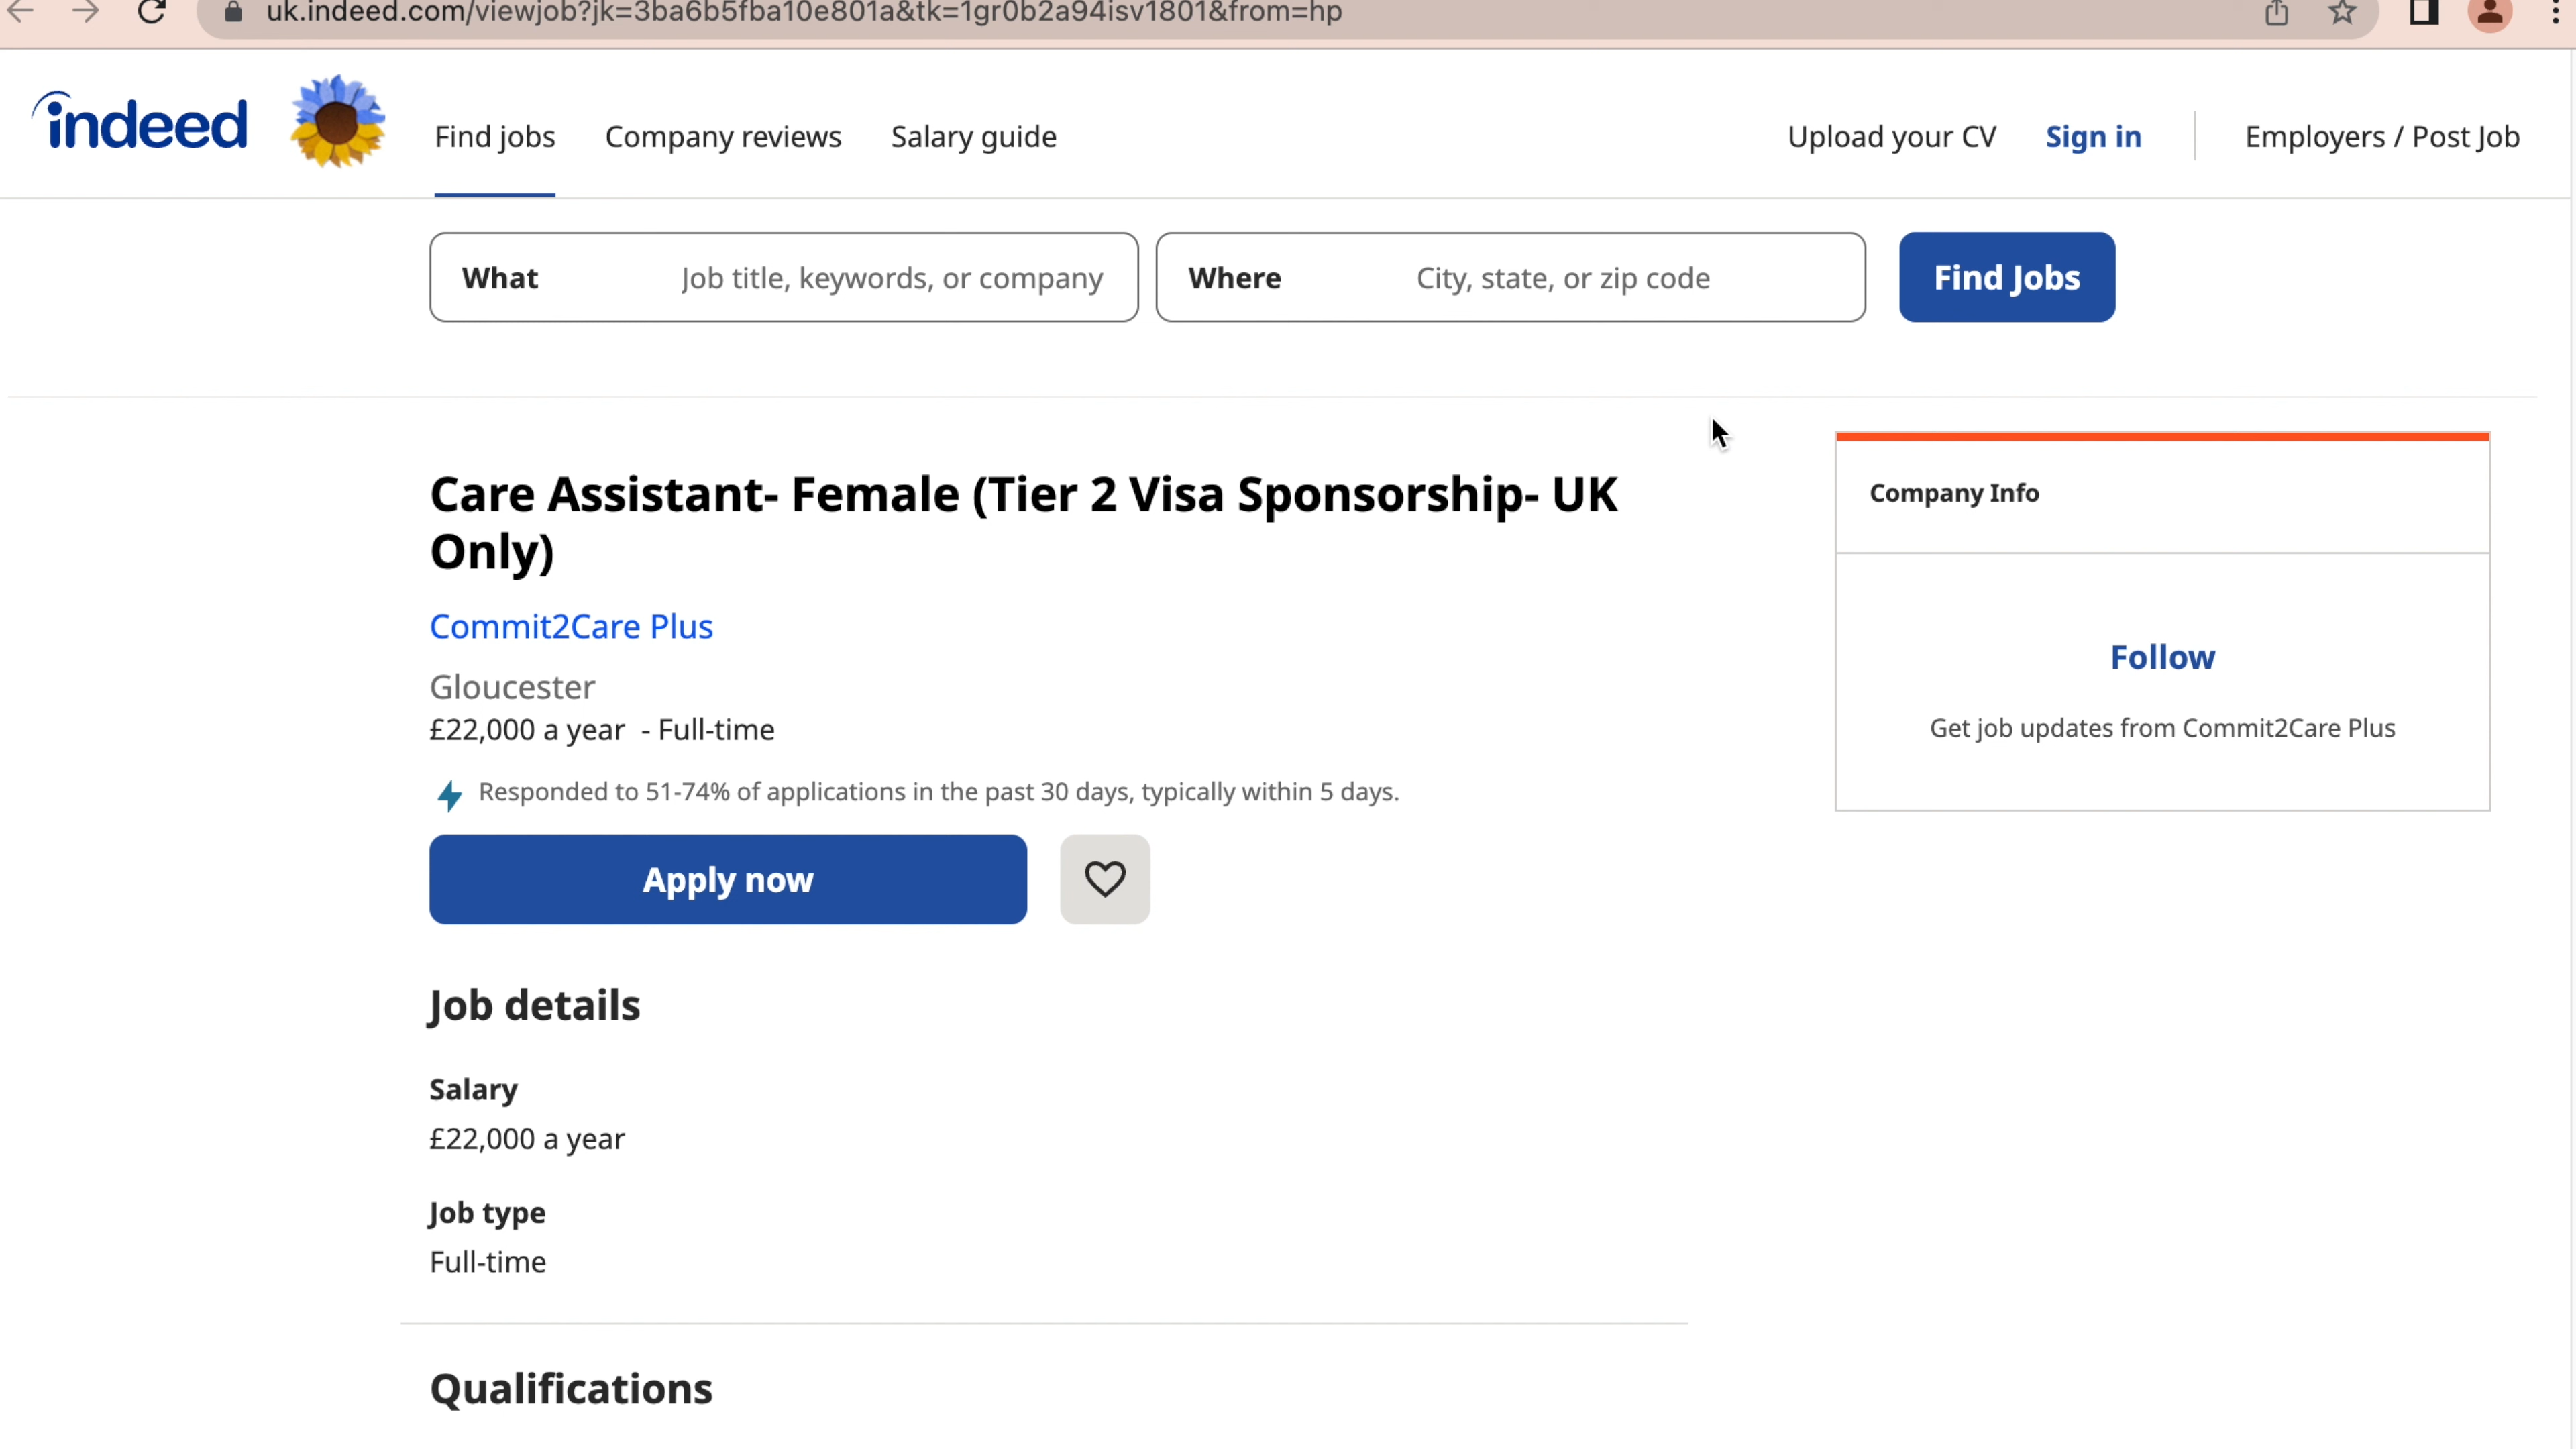 uk.indeed.com/viewjob?jk=3ba6b5fba10e801a&tk=1gr0b2a94isv1801&from=hp
indeed
Find jobs
Company reviews
Salary guide
Upload your CV
Sign in
Employers / Post Job
What
Job title, keywords, or company
Where
City, state, or zip code
Find Jobs
Care Assistant- Female (Tier 2 Visa Sponsorship- UK
Only)
Commit2Care Plus
Gloucester
£22,000 a year - Full-time
Responded to 51-74% of applications in the past 30 days, typically within 5 days.
Apply now
Company Info
Follow
Get job updates from Commit2Care Plus
Job details
Salary
£22,000 a year
Job type
Full-time
Qualifications